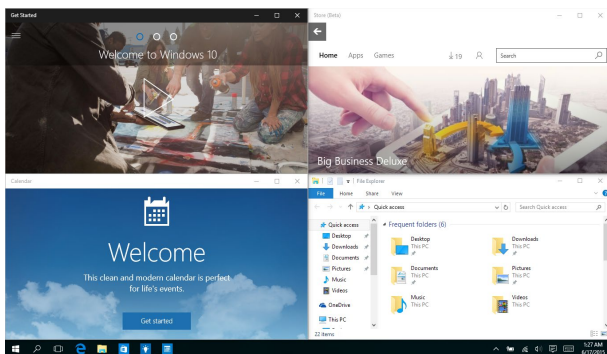 Get Started
Welcome to Windows 10
Store (Beta)
Home Apps Games
19
Search
Big Business Deluxe
Calendar
Welcome
This clean and modern calendar is perfect
for life's events.
Get started
File Explorer
File Home Share View
Quick access
Search Quick access
Quick access
Desktop
Downloads
Documents
Pictures
Music
Videos
OneDrive
This PC
Frequent folders (6)
Desktop
This PC
Downloads
This PC
Documents
This PC
Pictures
This PC
Music
This PC
Videos
This PC
22 items
1:27 AM
6/17/2015